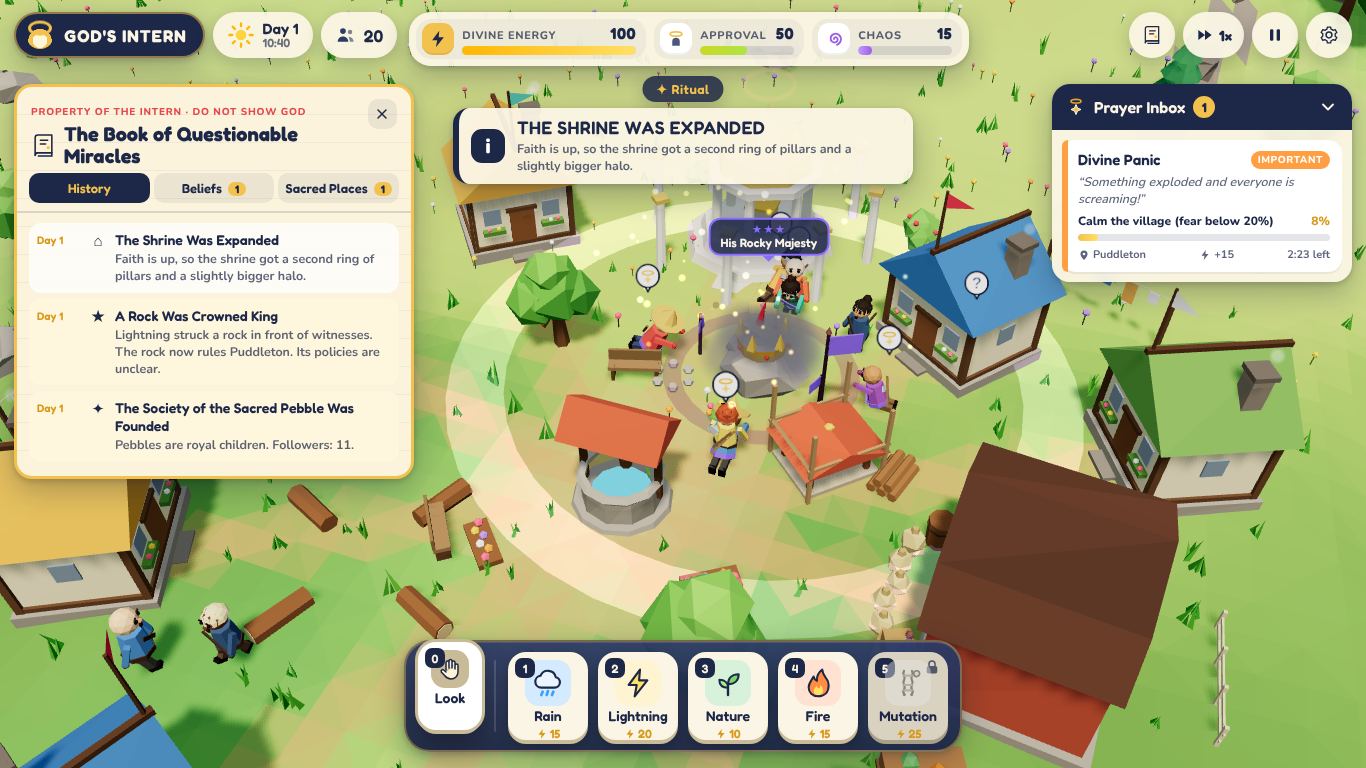 GOD'S INTERN
Day 1
10:40
20
DIVINE ENERGY 100
APPROVAL 50
CHAOS 15
1x
Ritual
THE SHRINE WAS EXPANDED
Faith is up, so the shrine got a second ring of pillars and a
slightly bigger halo.
PROPERTY OF THE INTERN · DO NOT SHOW GOD
The Book of Questionable
Miracles
History
Beliefs 1
Sacred Places 1
Day 1 The Shrine Was Expanded
Faith is up, so the shrine got a second ring of
pillars and a slightly bigger halo.
Day 1 A Rock Was Crowned King
Lightning struck a rock in front of witnesses.
The rock now rules Puddleton. Its policies are
unclear.
Day 1 The Society of the Sacred Pebble Was
Founded
Pebbles are royal children. Followers: 11.
Prayer Inbox 1
Divine Panic IMPORTANT
“Something exploded and everyone is
screaming!”
Calm the village (fear below 20%) 8%
Puddleton +15 2:23 left
His Rocky Majesty
?
0
Look
1
Rain
15
2
Lightning
20
3
Nature
10
4
Fire
15
5
Mutation
25